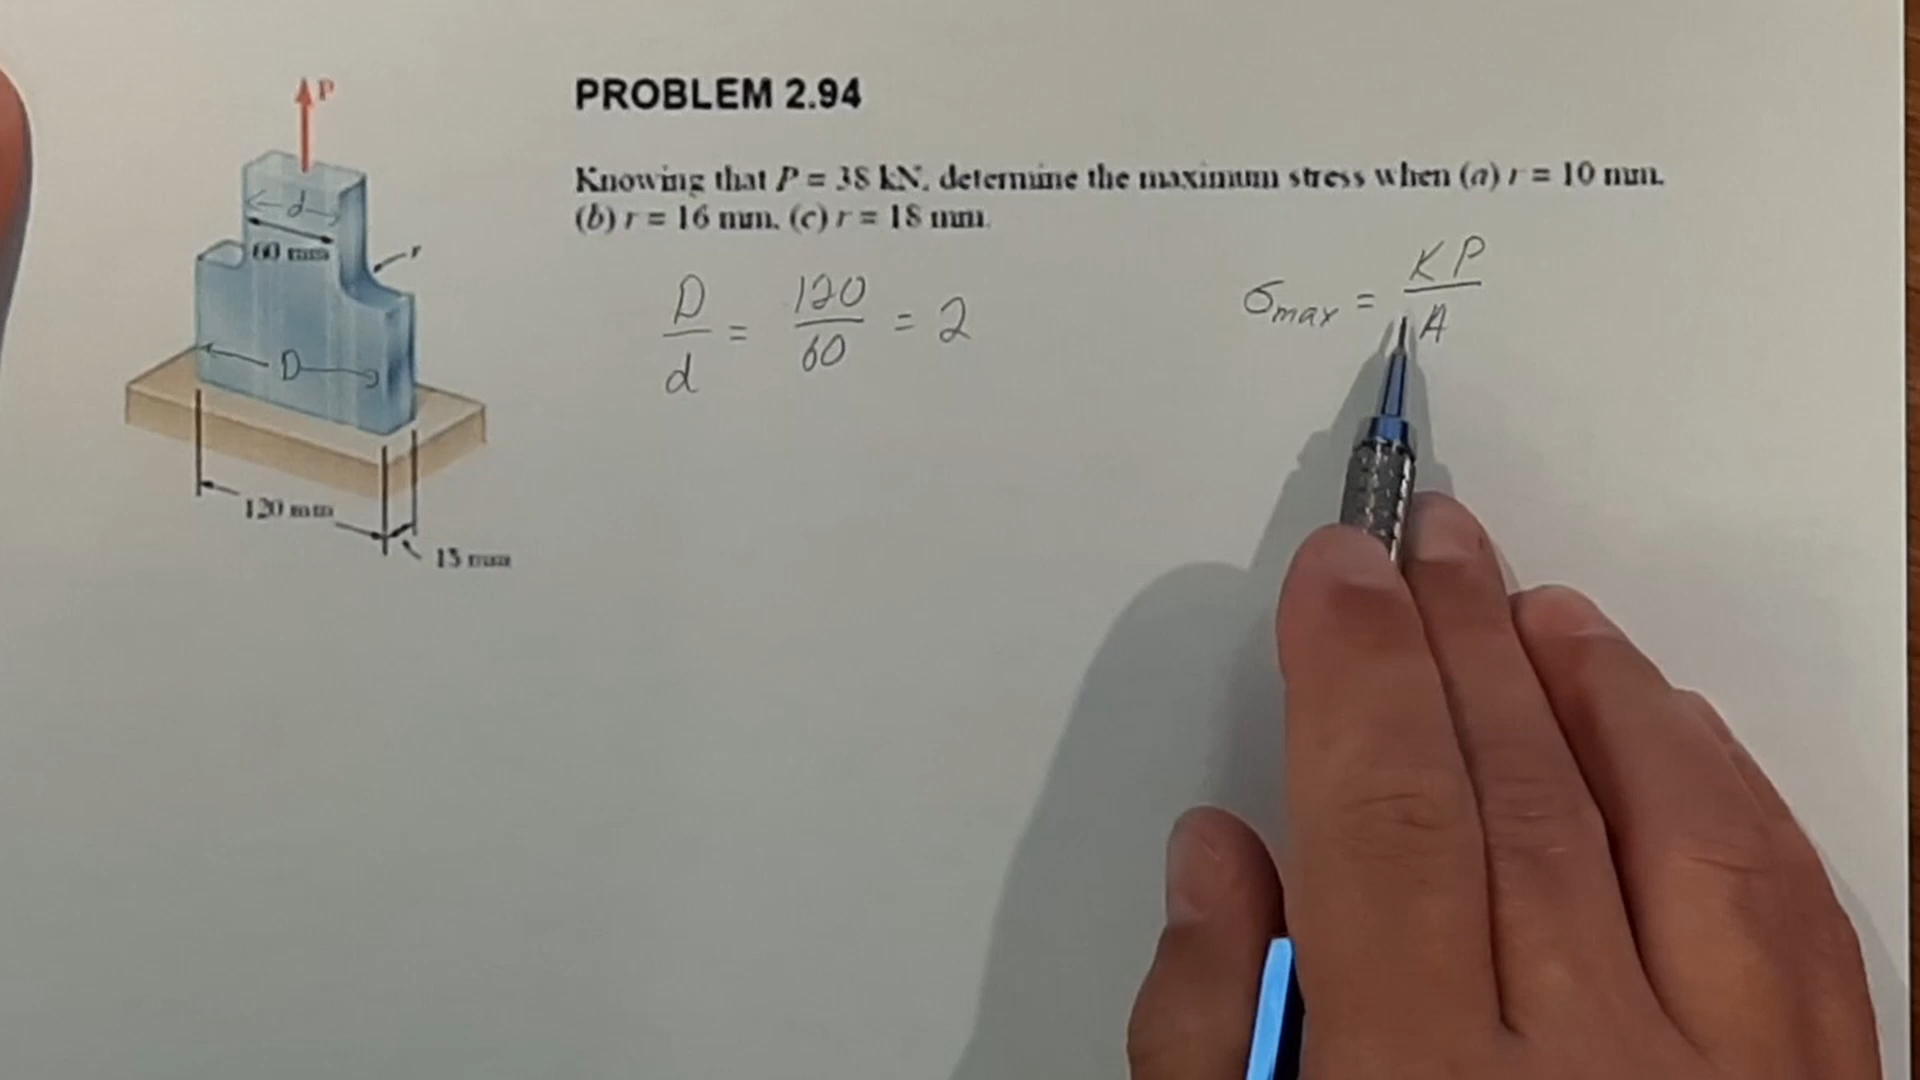 PROBLEM 2.94
Knowing that P = 38 kN, determine the maximum stress when (a) r = 10 mm,
(b) r = 16 mm, (c) r = 18 mm.
P
d
60 mm
r
D
120 mm
15 mm
D/d = 120/60 = 2
σmax = KP/A